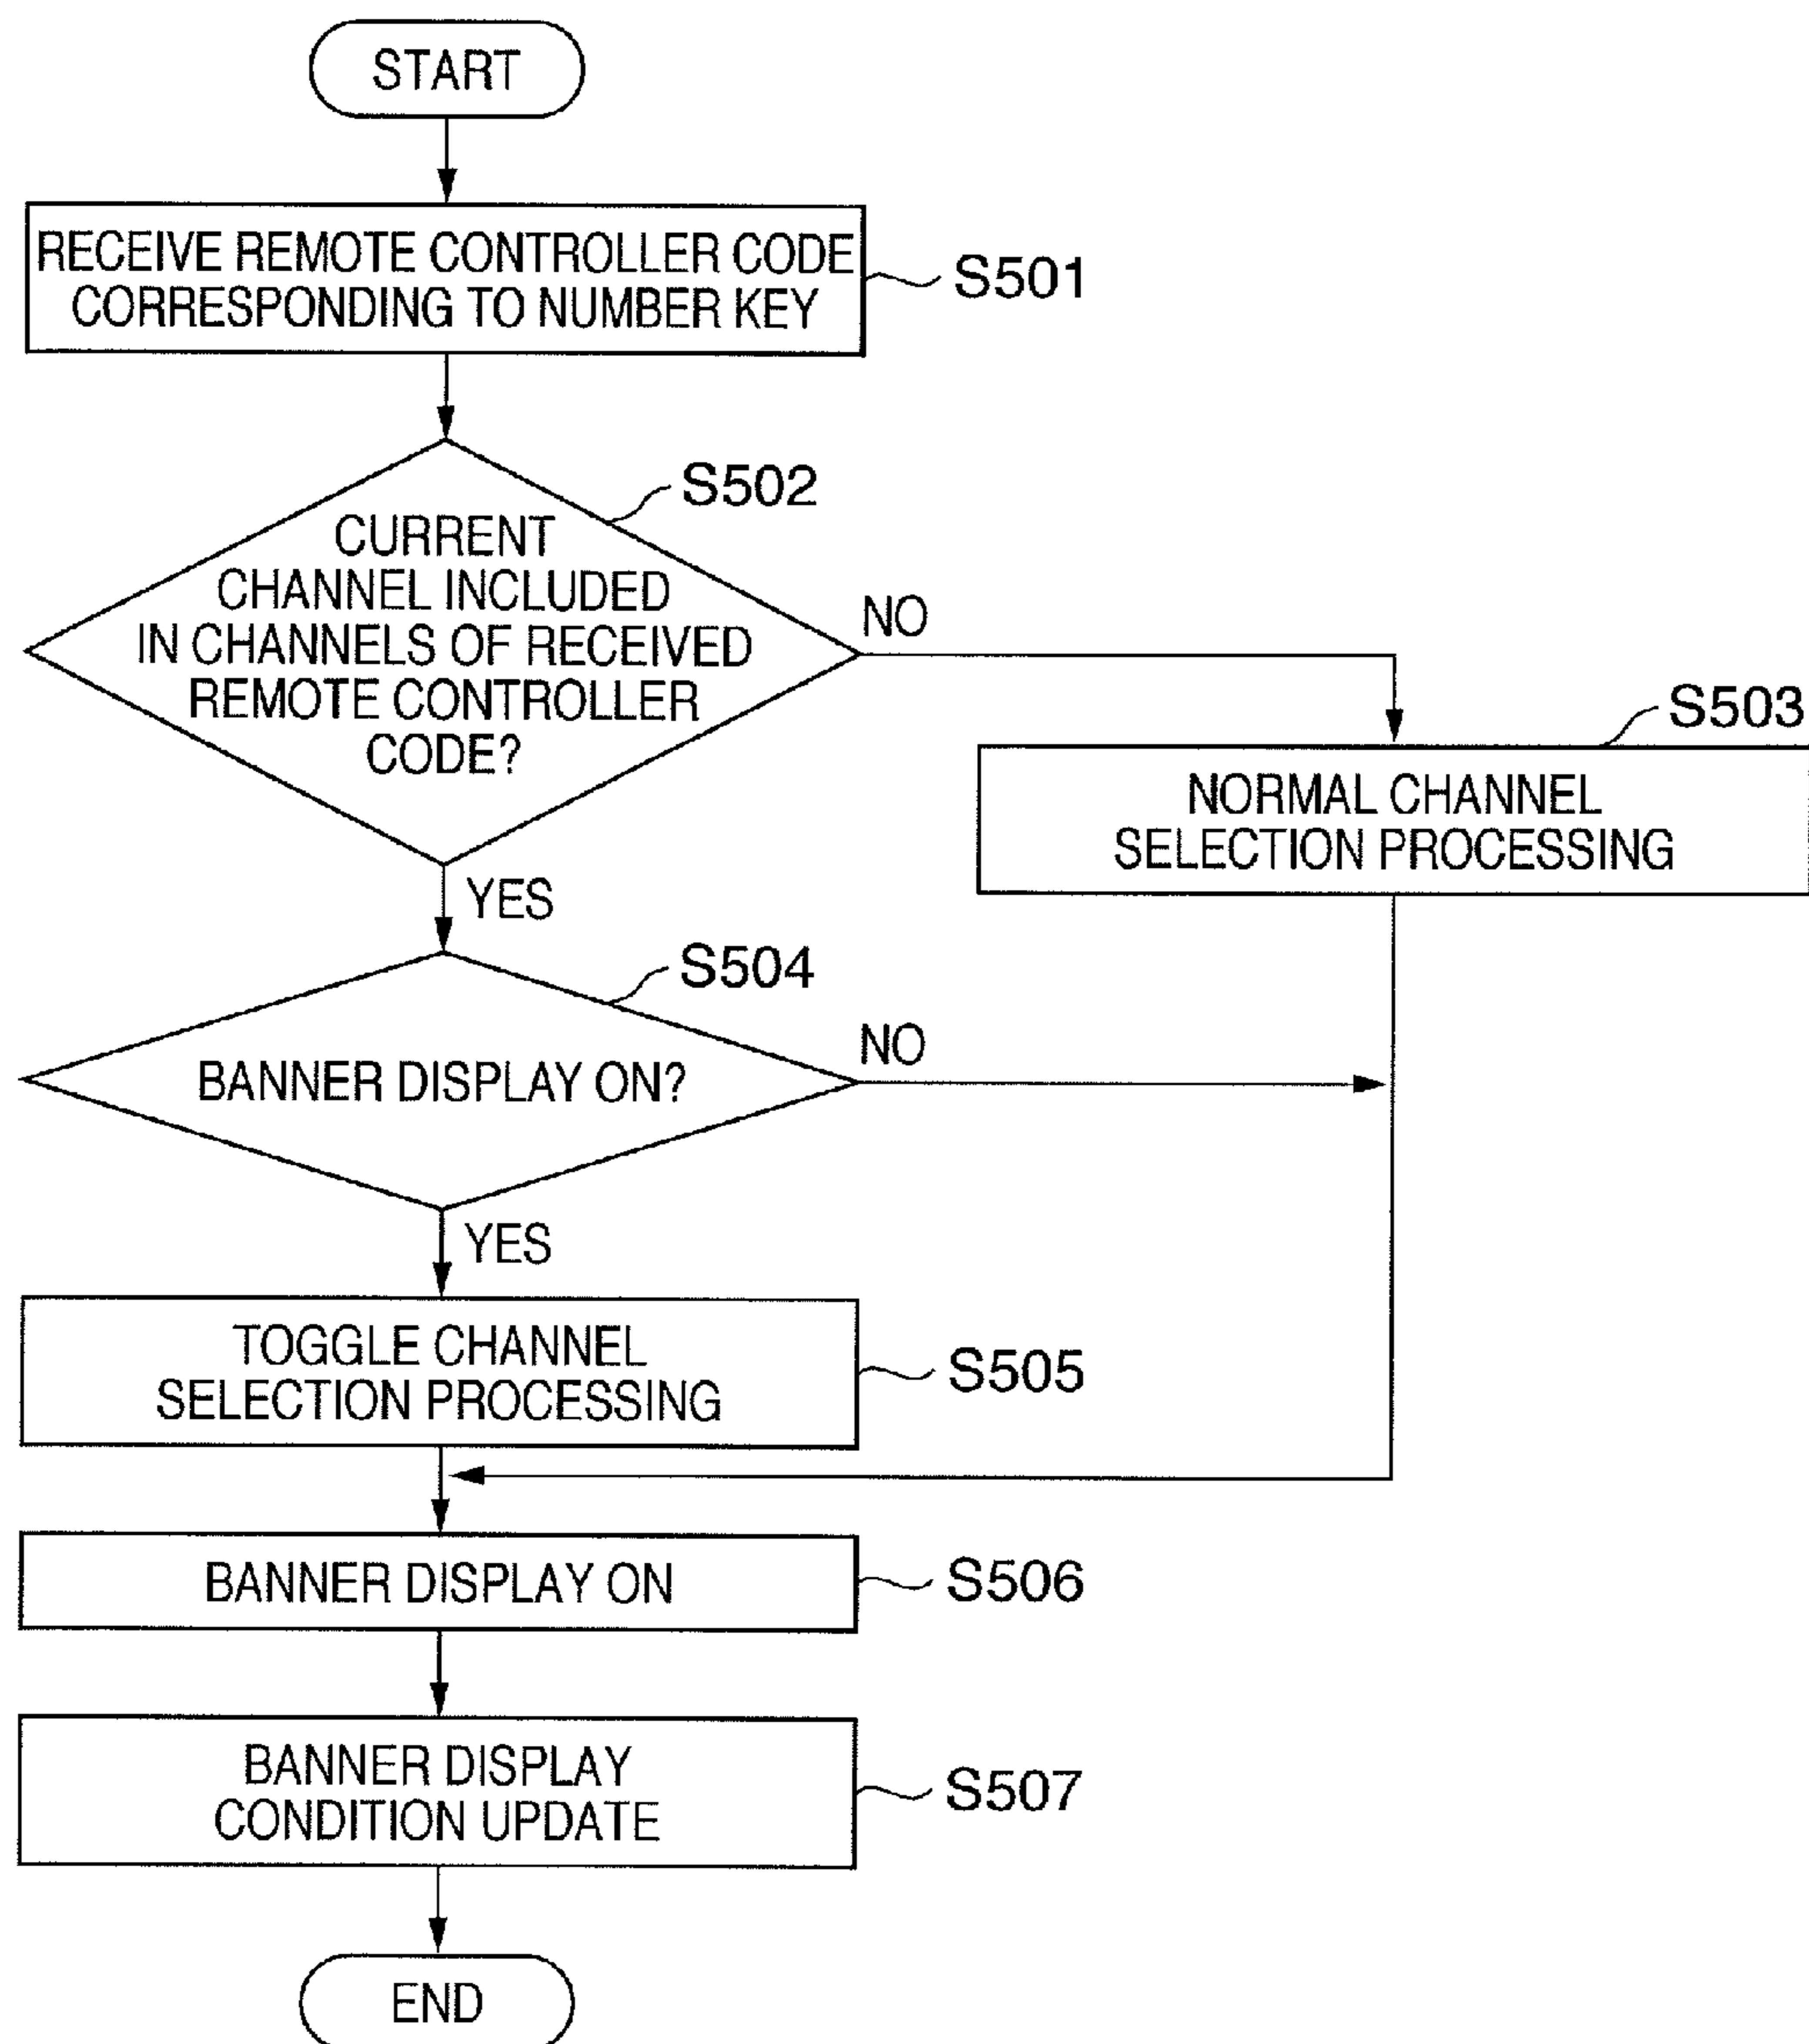 START
RECEIVE REMOTE CONTROLLER CODE
CORRESPONDING TO NUMBER KEY
S501
S502
CURRENT
CHANNEL INCLUDED
IN CHANNELS OF RECEIVED
REMOTE CONTROLLER
CODE?
NO
S503
NORMAL CHANNEL
SELECTION PROCESSING
YES
S504
BANNER DISPLAY ON?
NO
YES
TOGGLE CHANNEL
SELECTION PROCESSING
S505
BANNER DISPLAY ON
S506
BANNER DISPLAY
CONDITION UPDATE
S507
END